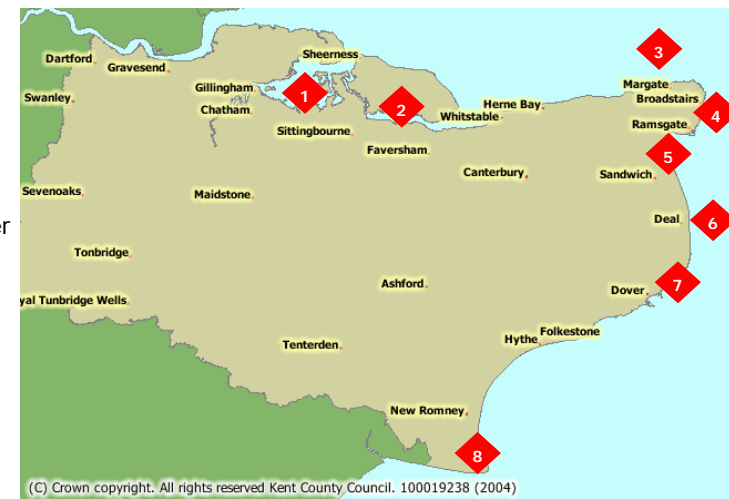 Sheerness
3
Dartford
Gravesend
Margate
Gillingham
1
Broadstairs
Swanley
2
Herne Bay
Chatham
Whitstable
4
Sittingbourne
Ramsgate
Faversham
5
Canterbury
Sandwich
Sevenoaks
Maidstone
er
Deal
6
Tonbridge
Ashford
7
Dover
yal Tunbridge Wells
Folkestone
Hythe
Tenterden
New Romney
8
(C) Crown copyright. All rights reserved Kent County Council. 100019238 (2004)